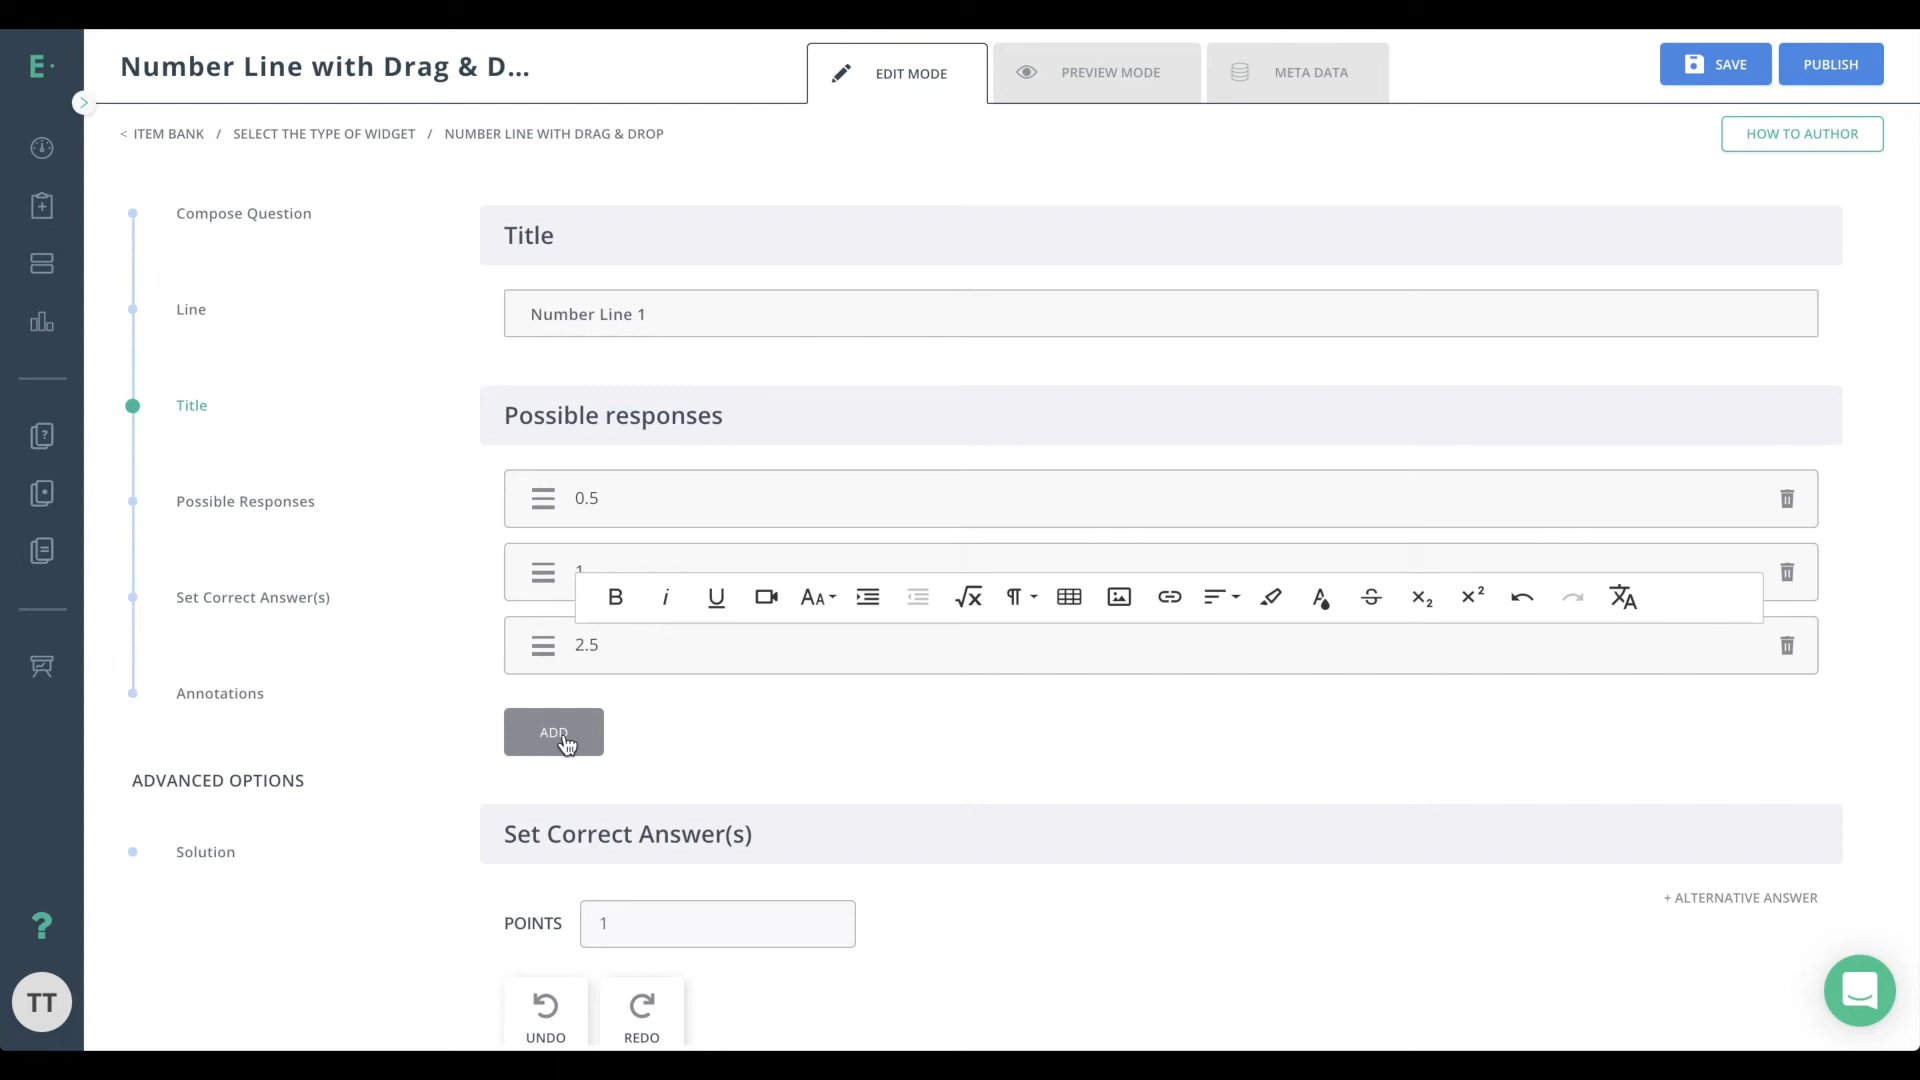 E·
Number Line with Drag & D...
EDIT MODE
PREVIEW MODE
META DATA
SAVE
PUBLISH
< ITEM BANK / SELECT THE TYPE OF WIDGET / NUMBER LINE WITH DRAG & DROP
HOW TO AUTHOR
Compose Question
Line
Title
Possible Responses
Set Correct Answer(s)
Annotations
ADVANCED OPTIONS
Solution
?
TT
Title
Number Line 1
Possible responses
0.5
1
2.5
ADD
Set Correct Answer(s)
+ ALTERNATIVE ANSWER
POINTS 1
UNDO
REDO